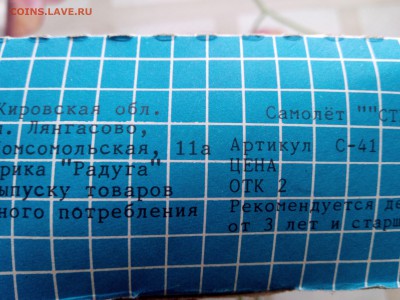 COINS.LAVE.RU
Кировская обл.
п. Лянгасово,
Комсомольская, 11а
рика "Радуга"
ыпуску товаров
ного потребления
Самолёт ""СТ
Артикул С-41
ЦЕНА
ОТК 2
Рекомендуется де
от 3 лет и старш